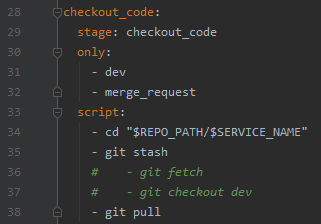 28 checkout_code:
29   stage: checkout_code
30   only:
31     - dev
32     - merge_request
33   script:
34     - cd "$REPO_PATH/$SERVICE_NAME"
35     - git stash
36     #   - git fetch
37     #   - git checkout dev
38     - git pull